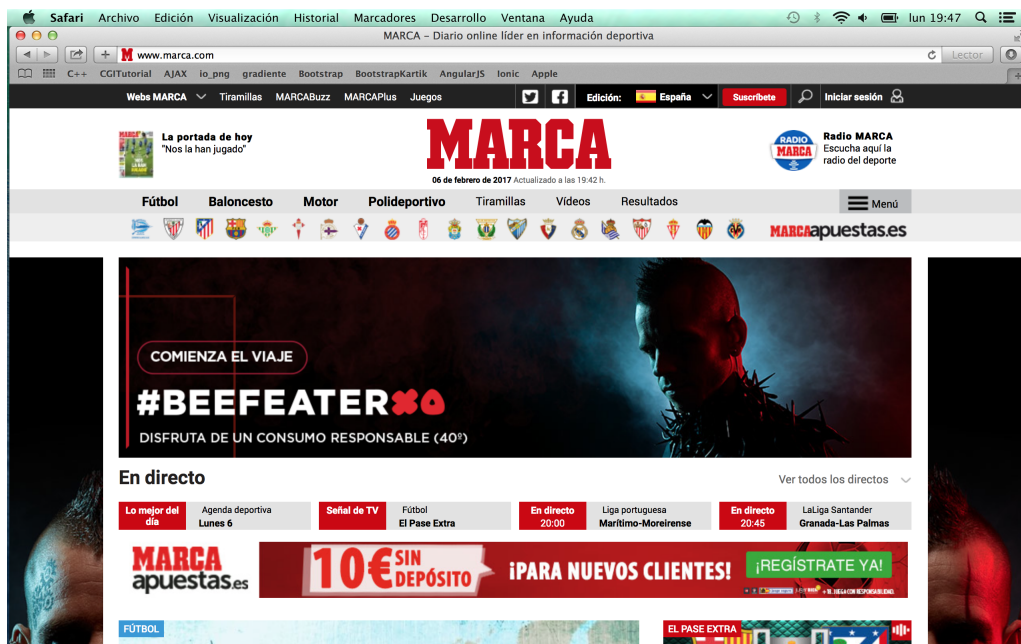 Safari Archivo Edición Visualización Historial Marcadores Desarrollo Ventana Ayuda lun 19:47
MARCA – Diario online líder en información deportiva
www.marca.com Lector
C++ CGITutorial AJAX io_png gradiente Bootstrap BootstrapKartik AngularJS Ionic Apple
Webs MARCA Tiramillas MARCABuzz MARCAPlus Juegos Edición: España Suscríbete Iniciar sesión
La portada de hoy
"Nos la han jugado"
MARCA
06 de febrero de 2017 Actualizado a las 19:42 h.
RADIO
MARCA
Radio MARCA
Escucha aquí la
radio del deporte
Fútbol Baloncesto Motor Polideportivo Tiramillas Vídeos Resultados Menú
MARCAapuestas.es
COMIENZA EL VIAJE
#BEEFEATERXO
DISFRUTA DE UN CONSUMO RESPONSABLE (40º)
En directo
Ver todos los directos
Lo mejor del
día
Agenda deportiva
Lunes 6
Señal de TV
Fútbol
El Pase Extra
En directo
20:00
Liga portuguesa
Marítimo-Moreirense
En directo
20:45
LaLiga Santander
Granada-Las Palmas
MARCA
apuestas.es
10€ SIN
DEPÓSITO
¡PARA NUEVOS CLIENTES!
¡REGÍSTRATE YA!
FÚTBOL
EL PASE EXTRA